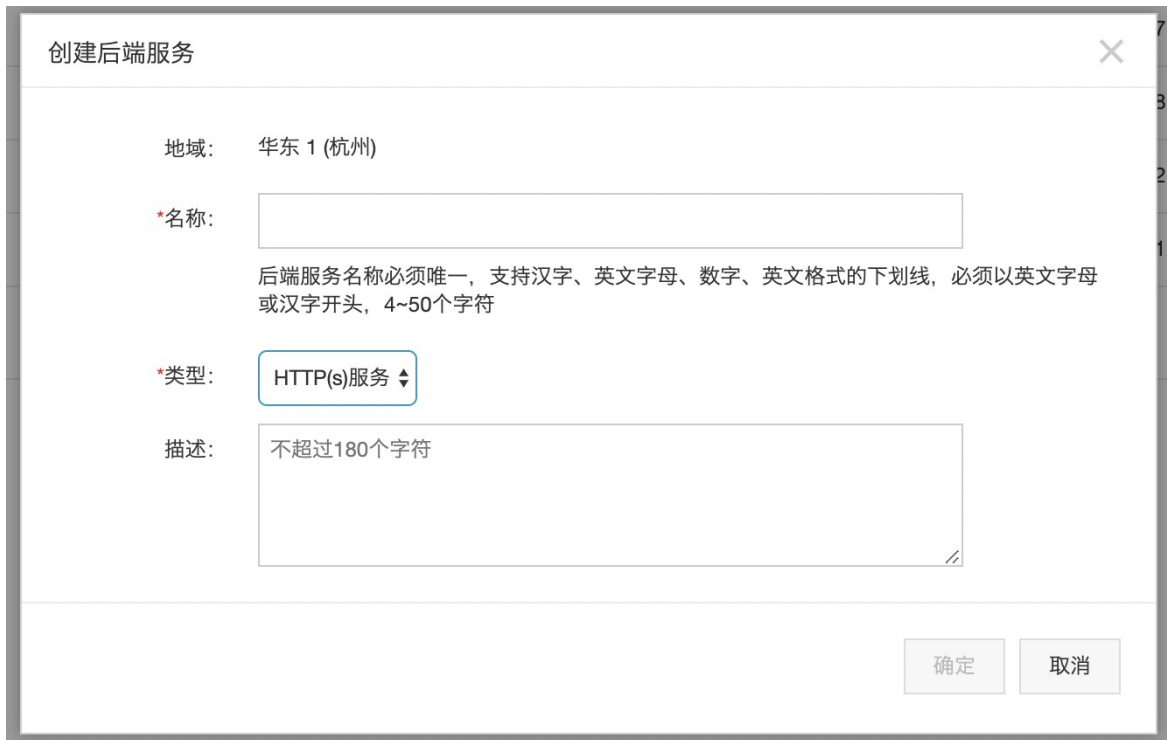 创建后端服务
地域： 华东 1 (杭州)
*名称：
后端服务名称必须唯一，支持汉字、英文字母、数字、英文格式的下划线，必须以英文字母
或汉字开头，4~50个字符
*类型： HTTP(s)服务
描述： 不超过180个字符
确定 取消